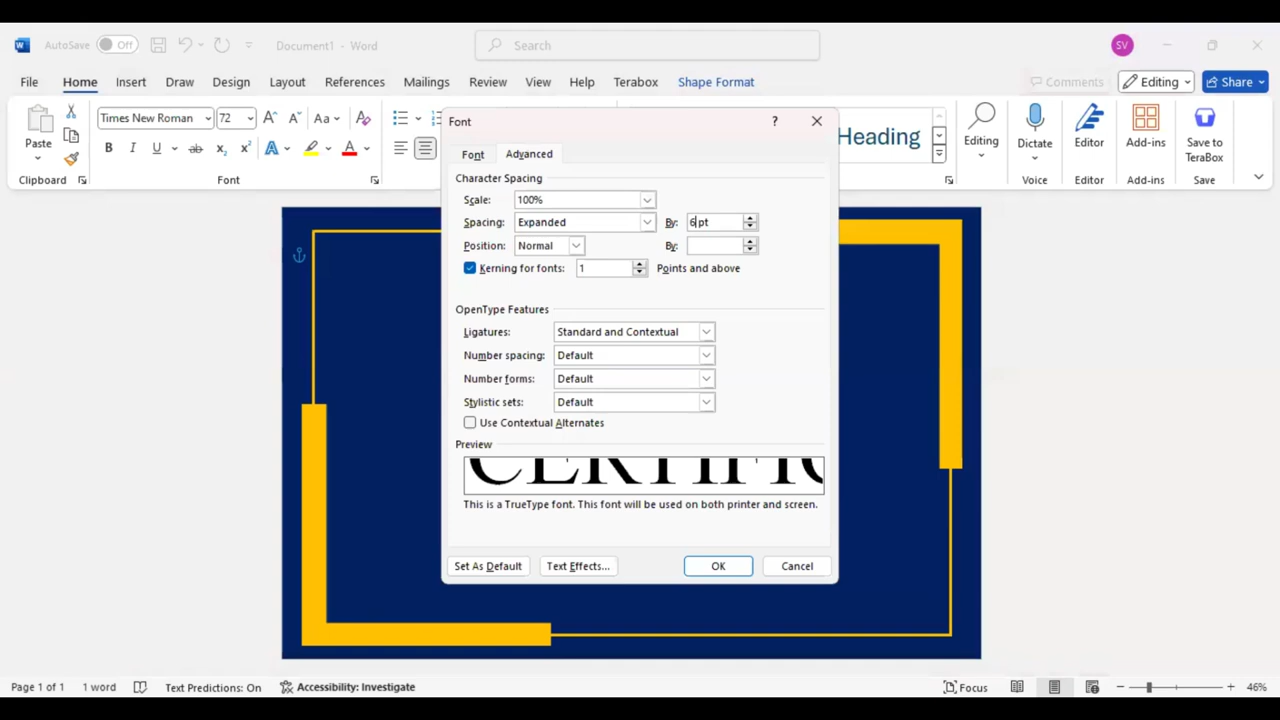 AutoSave Off Document1 - Word Search SV
File Home Insert Draw Design Layout References Mailings Review View Help Terabox Shape Format Comments Editing Share
Paste
Clipboard
Times New Roman 72 Aa
Font
Heading
Editing
Dictate
Voice
Editor
Editor
Add-ins
Add-ins
Save to
TeraBox
Save
Font ?
Font Advanced
Character Spacing
Scale: 100%
Spacing: Expanded By: 6 pt
Position: Normal By:
Kerning for fonts: 1 Points and above
OpenType Features
Ligatures: Standard and Contextual
Number spacing: Default
Number forms: Default
Stylistic sets: Default
Use Contextual Alternates
Preview
CERTIFIC
This is a TrueType font. This font will be used on both printer and screen.
Set As Default Text Effects... OK Cancel
Page 1 of 1 1 word Text Predictions: On Accessibility: Investigate Focus 46%